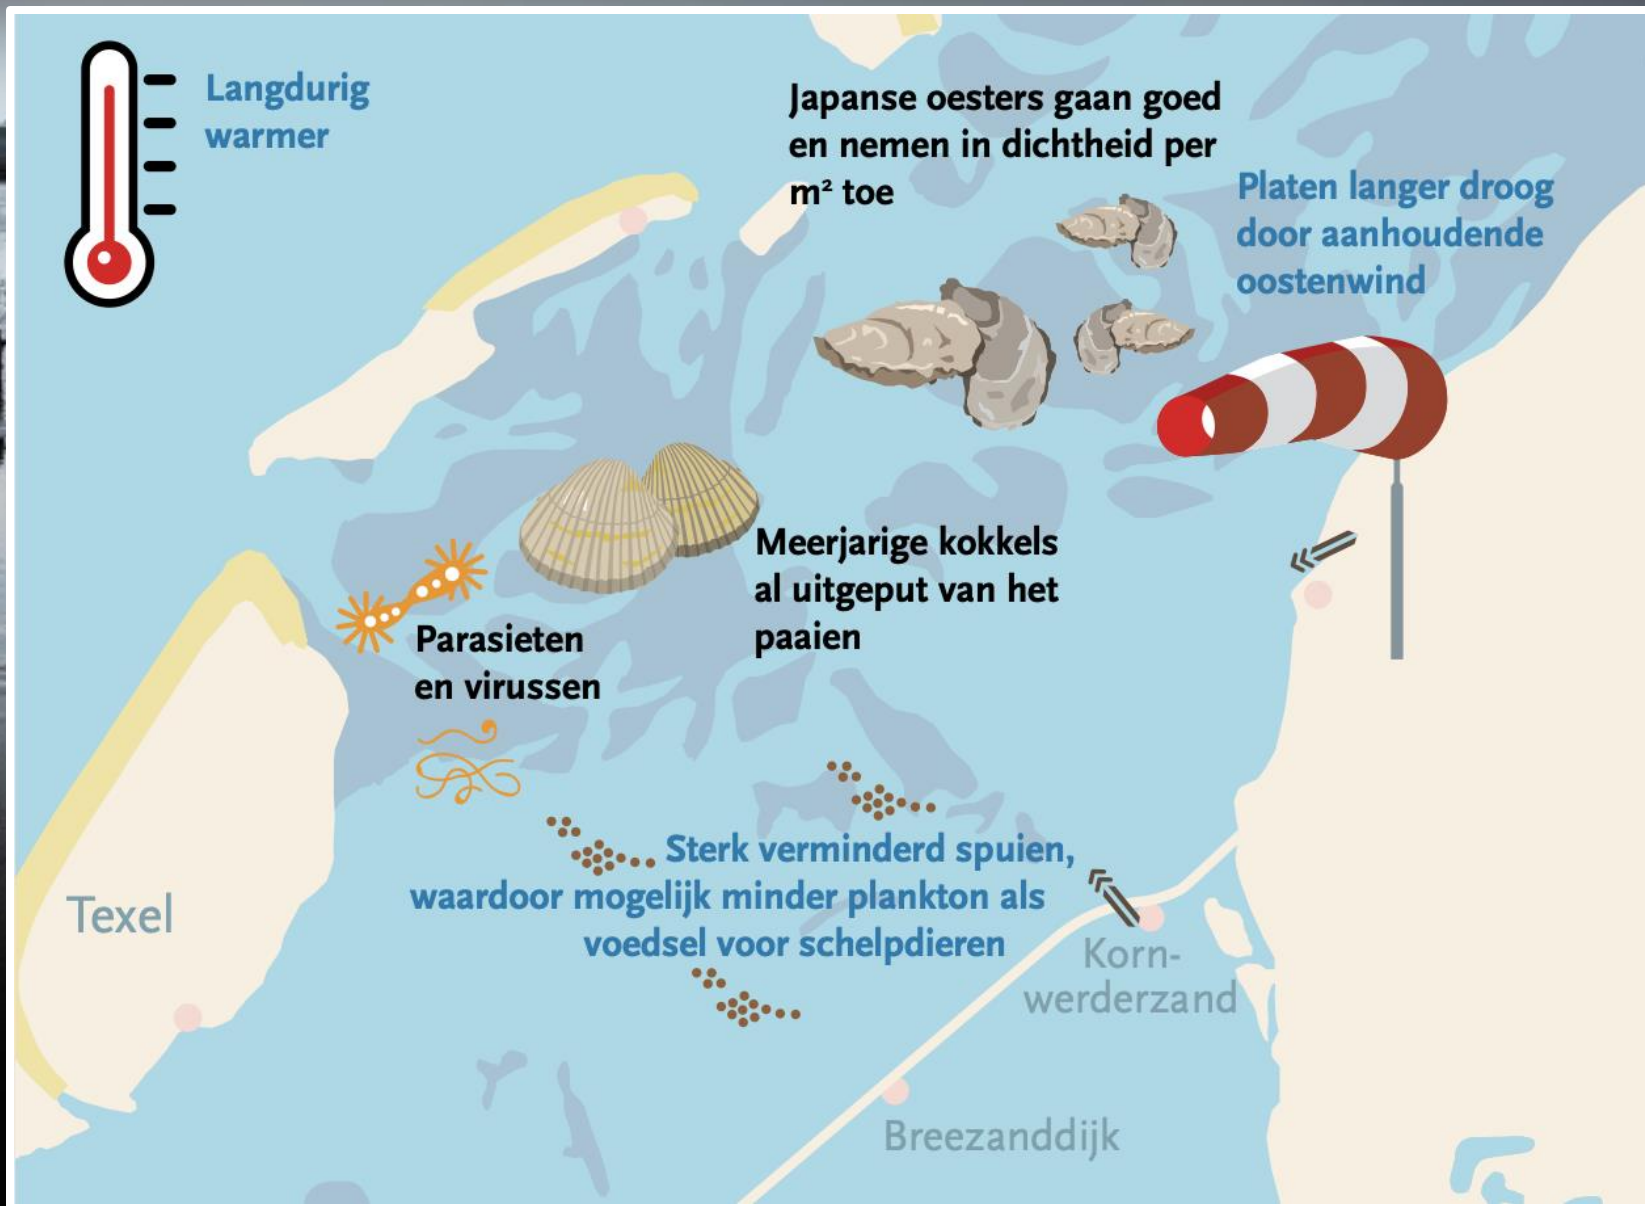 Langdurig
warmer
Japanse oesters gaan goed
en nemen in dichtheid per
m² toe
Platen langer droog
door aanhoudende
oostenwind
Meerjarige kokkels
al uitgeput van het
paaien
Parasieten
en virussen
Sterk verminderd spuien,
waardoor mogelijk minder plankton als
voedsel voor schelpdieren
Texel
Korn-
werderzand
Breezanddijk